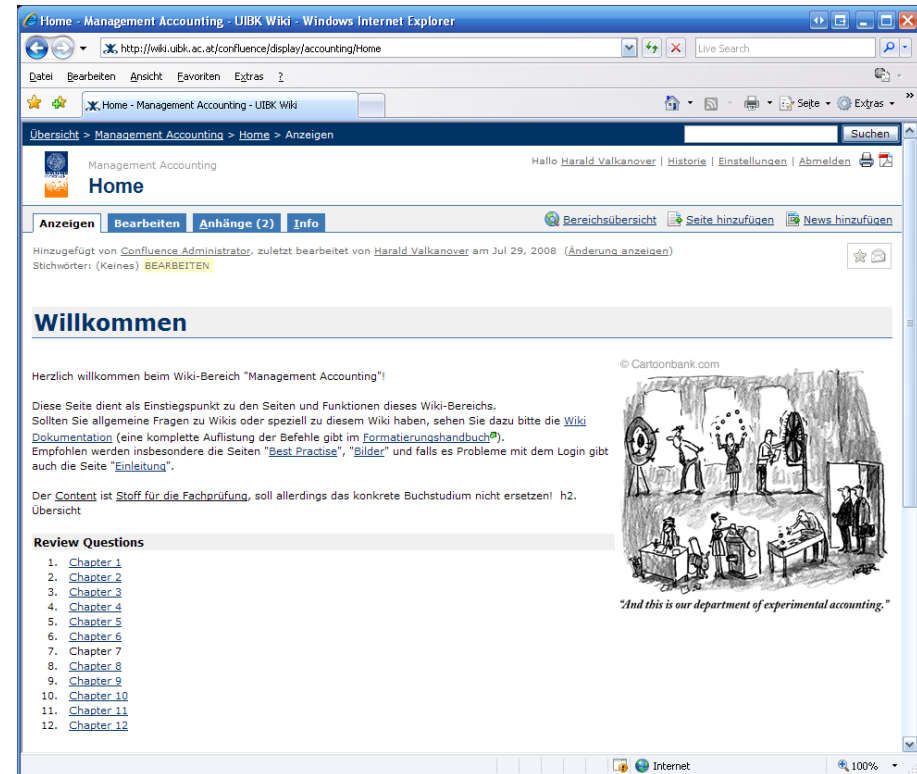 Home - Management Accounting - UIBK Wiki - Windows Internet Explorer
http://wiki.uibk.ac.at/confluence/display/accounting/Home
Live Search
Datei Bearbeiten Ansicht Favoriten Extras ?
Home - Management Accounting - UIBK Wiki
Seite Extras
Übersicht > Management Accounting > Home > Anzeigen
Suchen
Management Accounting
Hallo Harald Valkanover | Historie | Einstellungen | Abmelden
Home
Anzeigen Bearbeiten Anhänge (2) Info
Bereichsübersicht Seite hinzufügen News hinzufügen
Hinzugefügt von Confluence Administrator, zuletzt bearbeitet von Harald Valkanover am Jul 29, 2008 (Änderung anzeigen)
Stichwörter: (Keines) BEARBEITEN
Willkommen
© Cartoonbank.com
Herzlich willkommen beim Wiki-Bereich "Management Accounting"!
Diese Seite dient als Einstiegspunkt zu den Seiten und Funktionen dieses Wiki-Bereichs.
Sollten Sie allgemeine Fragen zu Wikis oder speziell zu diesem Wiki haben, sehen Sie dazu bitte die Wiki
Dokumentation (eine komplette Auflistung der Befehle gibt im Formatierungshandbuch).
Empfohlen werden insbesondere die Seiten "Best Practise", "Bilder" und falls es Probleme mit dem Login gibt
auch die Seite "Einleitung".
Der Content ist Stoff für die Fachprüfung, soll allerdings das konkrete Buchstudium nicht ersetzen! h2.
Übersicht
Review Questions
1. Chapter 1
2. Chapter 2
3. Chapter 3
4. Chapter 4
5. Chapter 5
6. Chapter 6
7. Chapter 7
8. Chapter 8
9. Chapter 9
10. Chapter 10
11. Chapter 11
12. Chapter 12
"And this is our department of experimental accounting."
Internet
100%